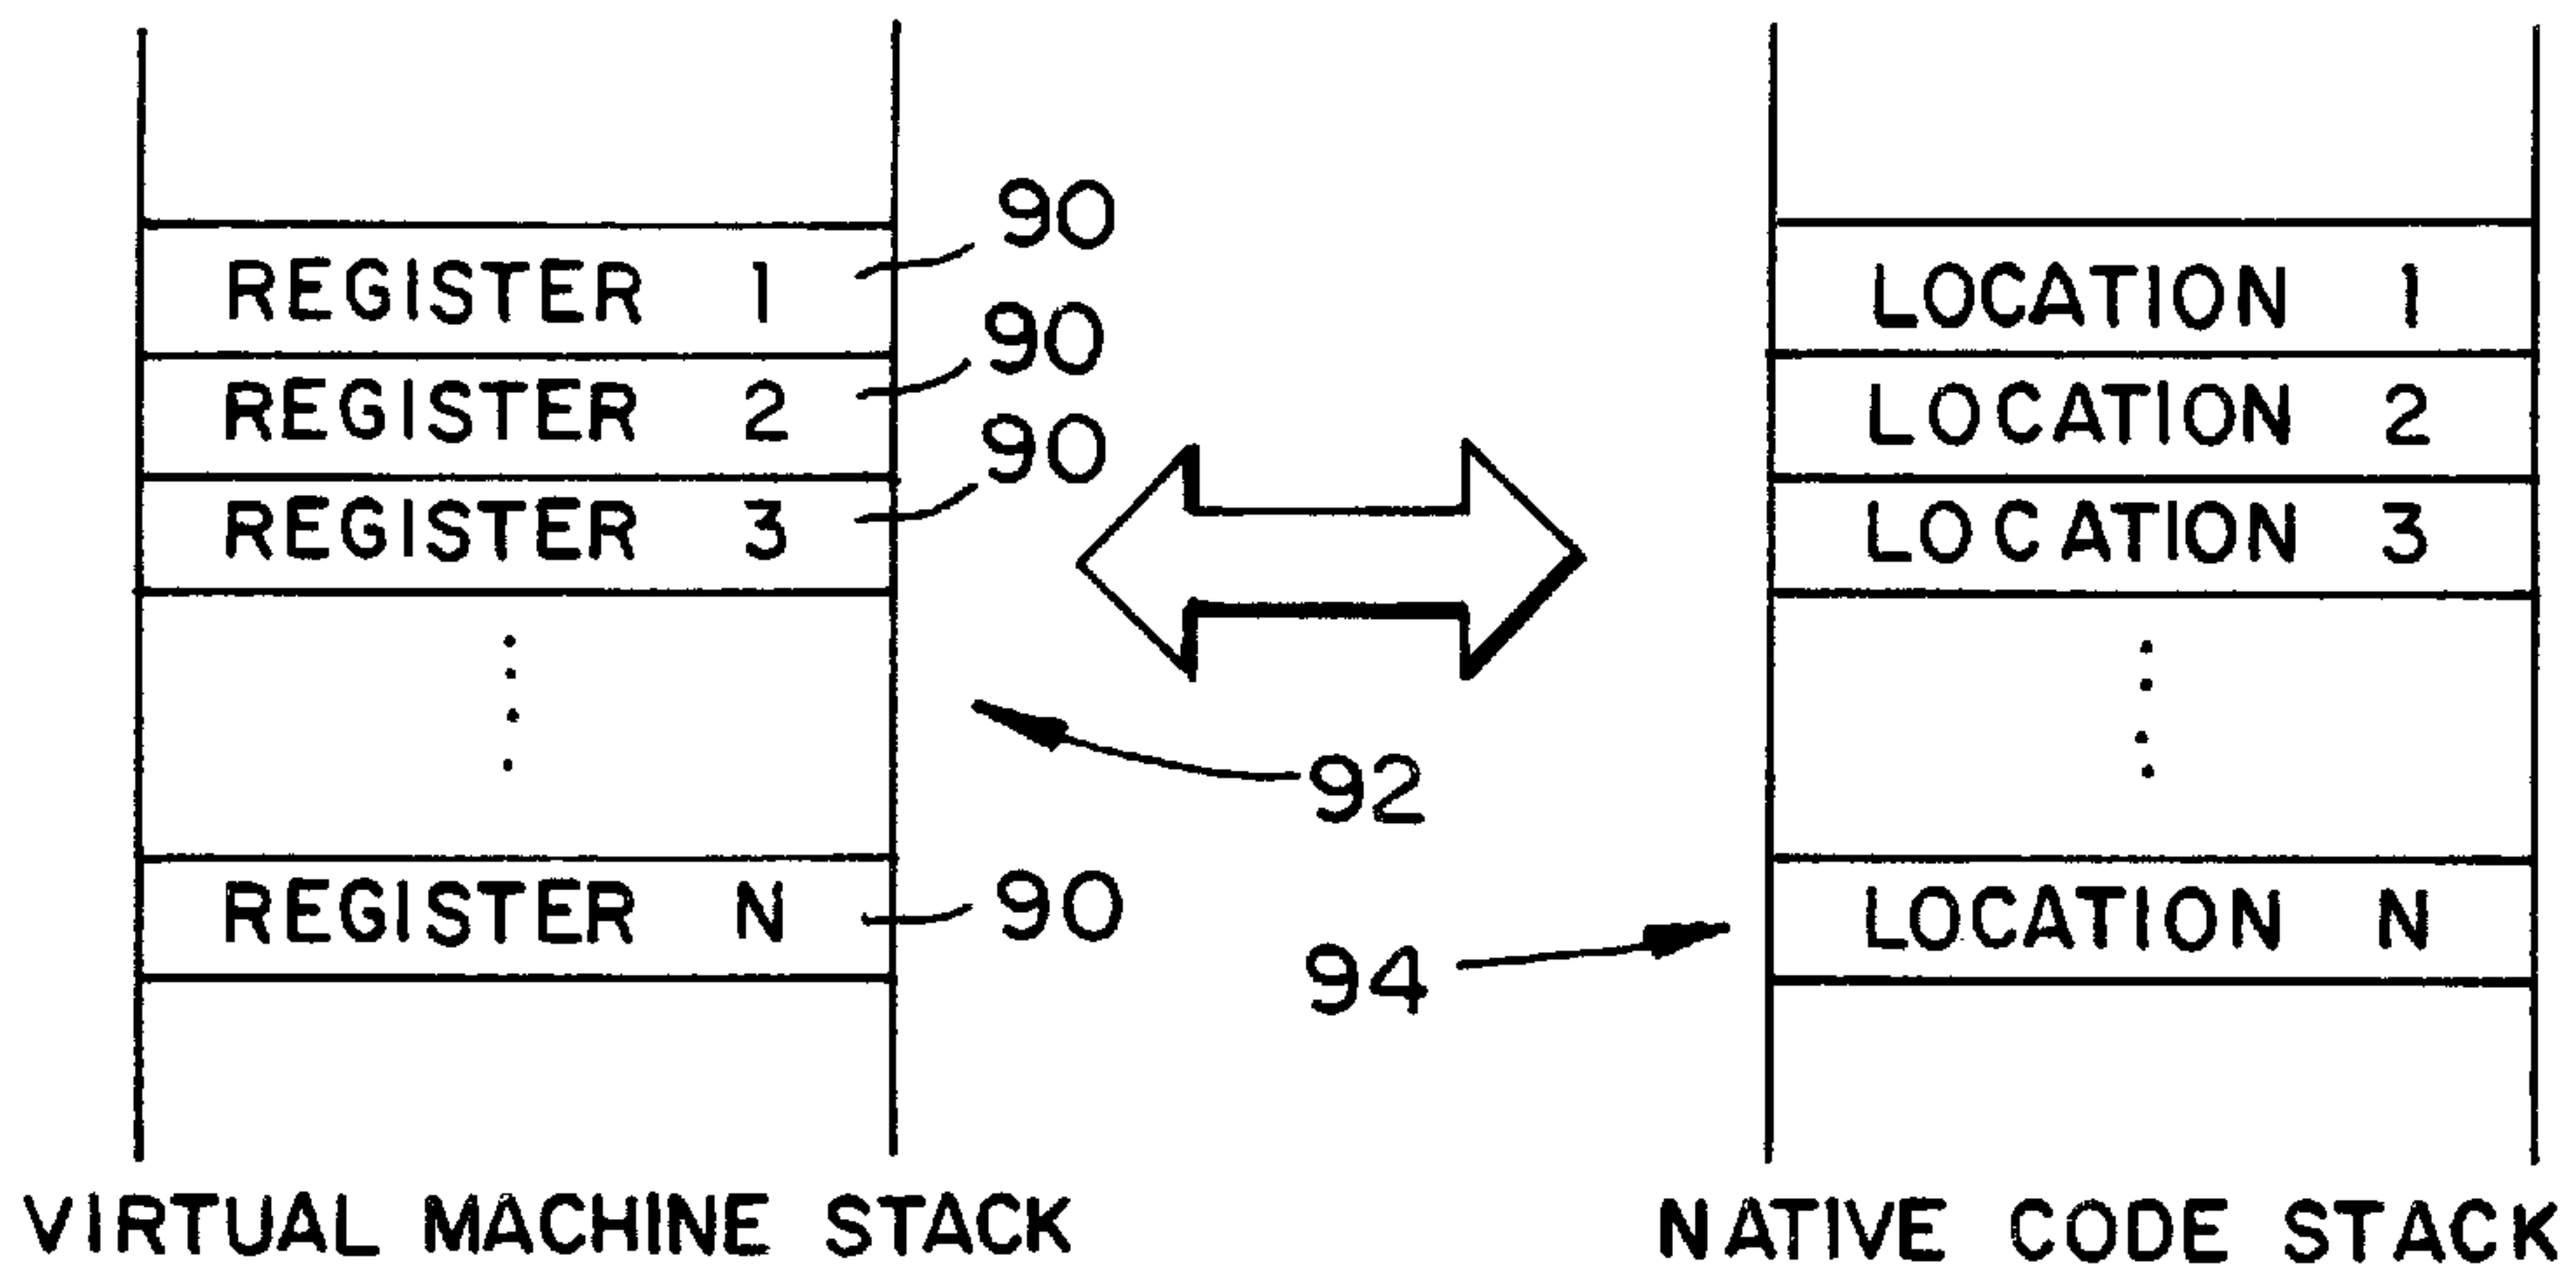 REGISTER 1
90
REGISTER 2
90
REGISTER 3
90
REGISTER N
90
92
94
VIRTUAL MACHINE STACK
LOCATION 1
LOCATION 2
LOCATION 3
LOCATION N
NATIVE CODE STACK